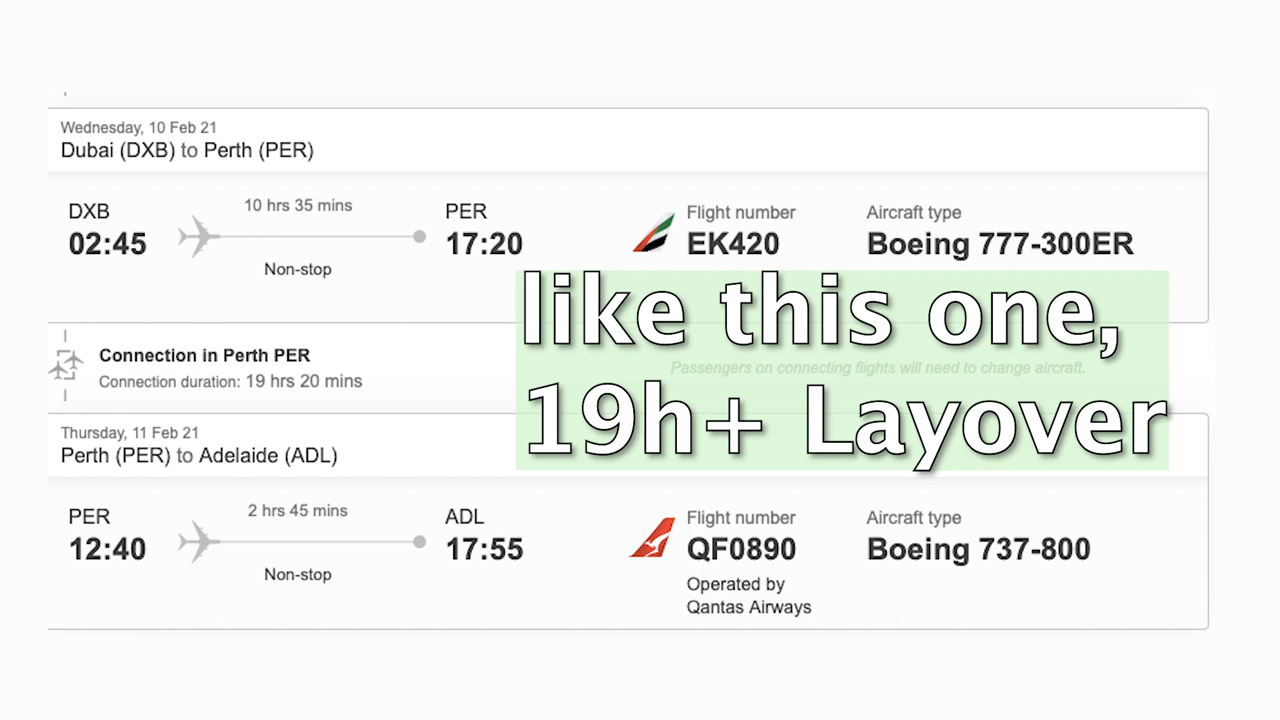 Wednesday, 10 Feb 21
Dubai (DXB) to Perth (PER)
DXB
10 hrs 35 mins
PER
Flight number
Aircraft type
02:45
17:20
EK420
Boeing 777-300ER
Non-stop
like this one,
19h+ Layover
Connection in Perth PER
Connection duration: 19 hrs 20 mins
Passengers on connecting flights will need to change aircraft.
Thursday, 11 Feb 21
Perth (PER) to Adelaide (ADL)
PER
2 hrs 45 mins
ADL
Flight number
Aircraft type
12:40
17:55
QF0890
Boeing 737-800
Non-stop
Operated by
Qantas Airways